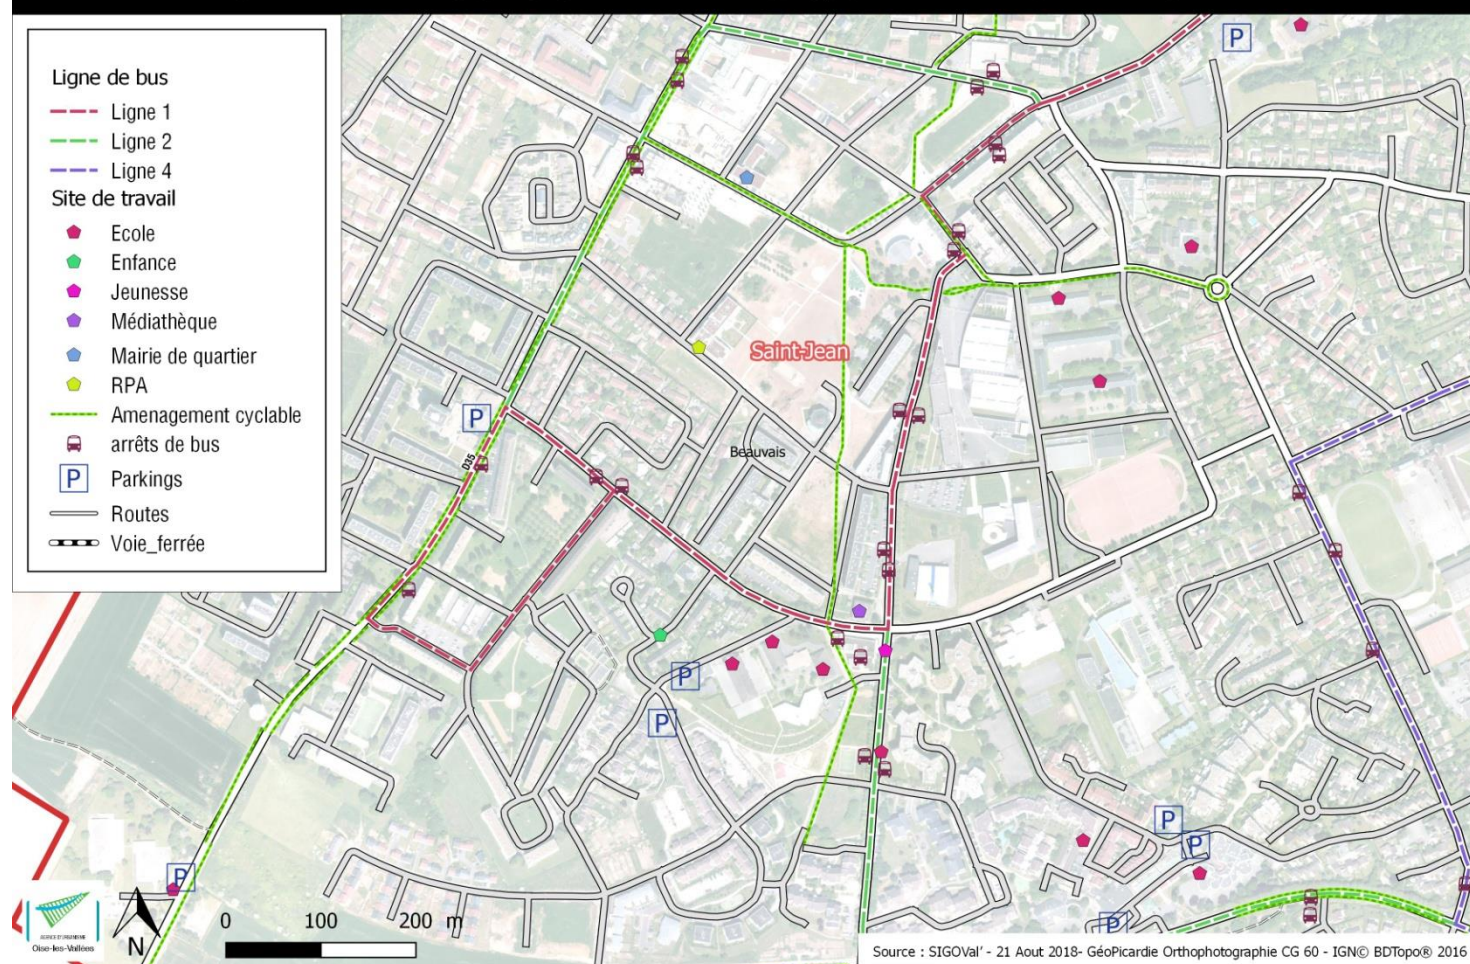 Ligne de bus
Ligne 1
Ligne 2
Ligne 4
Site de travail
Ecole
Enfance
Jeunesse
Médiathèque
Mairie de quartier
RPA
Amenagement cyclable
arrêts de bus
P Parkings
Routes
Voie_ferrée
P
Saint-Jean
P
Beauvais
D35
P
P
P
P
P
P
AGENCE D'URBANISME
Oise-les-Vallées
N
0 100 200 m
Source : SIGOVal' - 21 Aout 2018- GéoPicardie Orthophotographie CG 60 - IGN© BDTopo® 2016